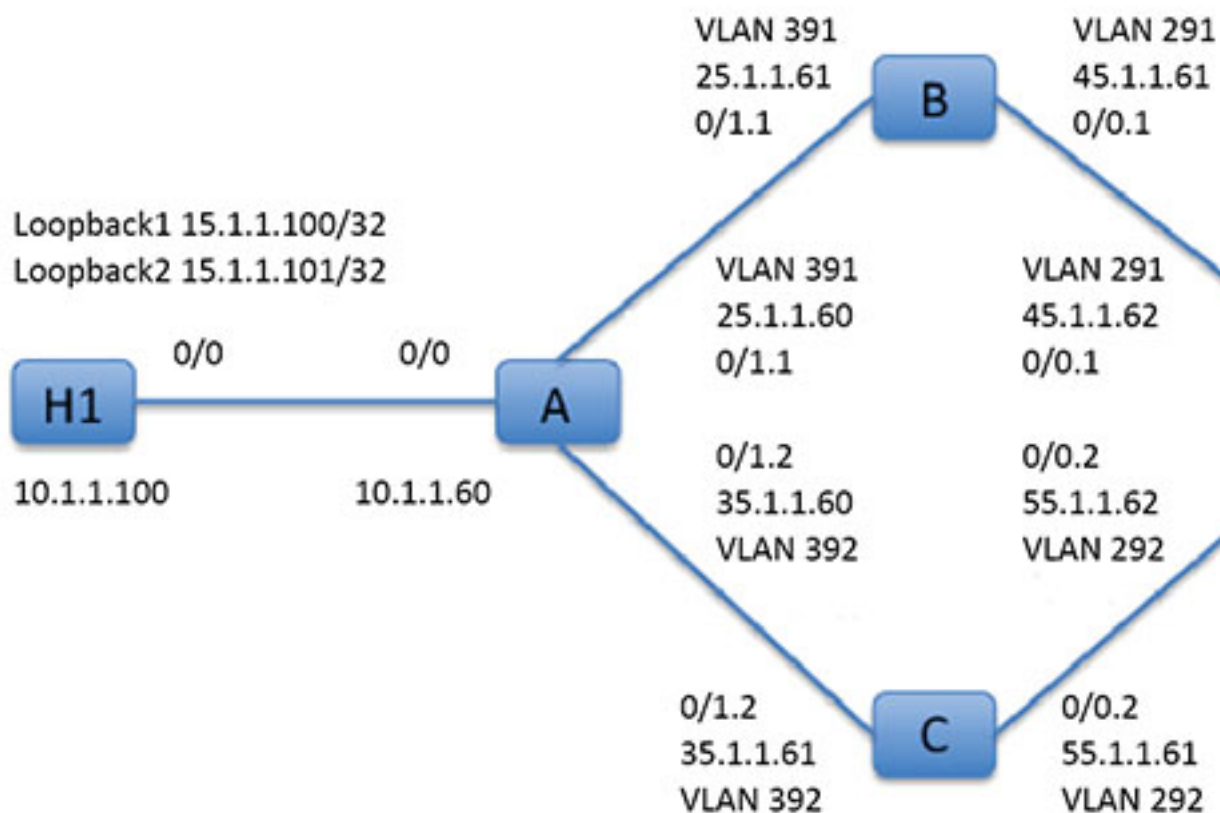 VLAN 391
25.1.1.61
0/1.1
B
VLAN 291
45.1.1.61
0/0.1
Loopback1 15.1.1.100/32
Loopback2 15.1.1.101/32
VLAN 391
25.1.1.60
0/1.1
VLAN 291
45.1.1.62
0/0.1
0/0
0/0
H1
A
10.1.1.100
10.1.1.60
0/1.2
35.1.1.60
VLAN 392
0/0.2
55.1.1.62
VLAN 292
0/1.2
35.1.1.61
VLAN 392
C
0/0.2
55.1.1.61
VLAN 292